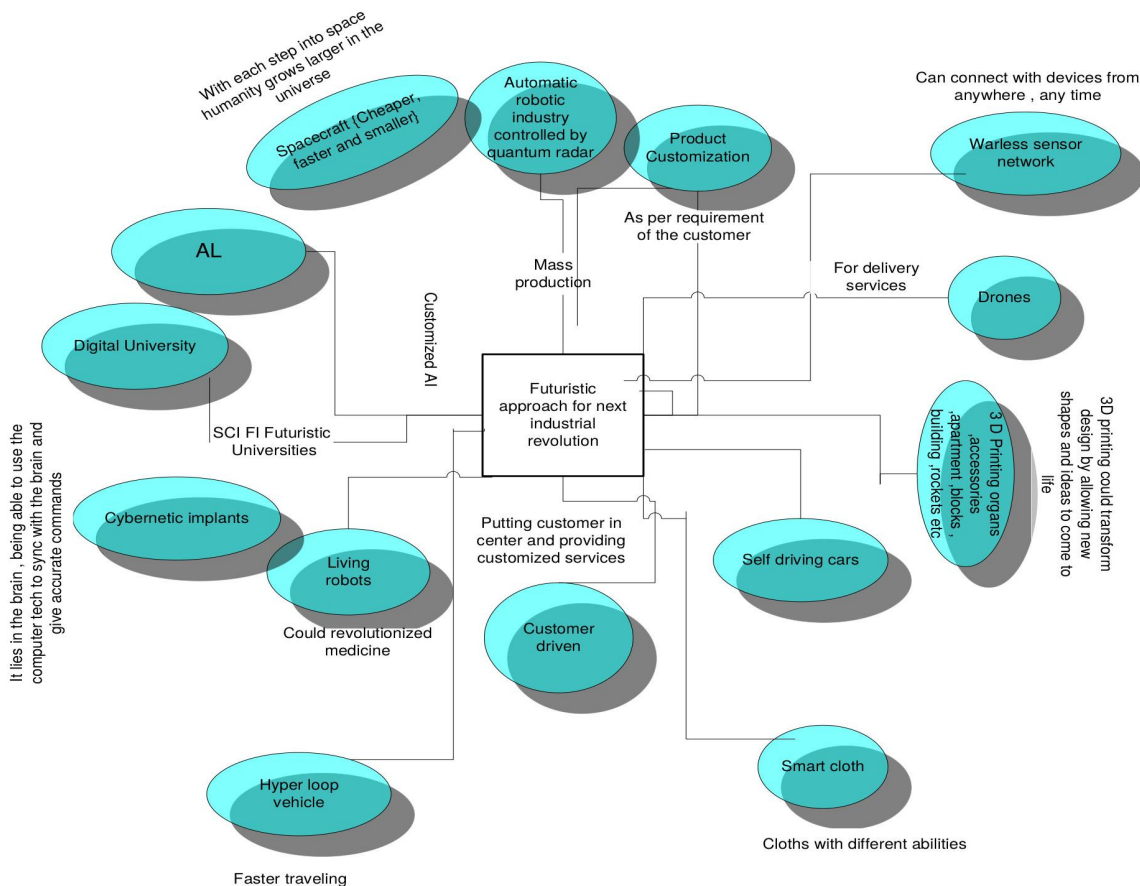 With each step into space
humanity grows larger in the
universe
Spacecraft {Cheaper,
faster and smaller}
Automatic
robotic
industry
controlled by
quantum radar
Product
Customization
Can connect with devices from
anywhere , any time
Warless sensor
network
As per requirement
of the customer
AL
Mass
production
For delivery
services
Drones
Digital University
Customized AI
Futuristic
approach for next
industrial
revolution
SCI FI Futuristic
Universities
3 D Printing organs
,accessories
,apartment ,blocks ,
building ,rockets etc
3D printing could transform
design by allowing new
shapes and ideas to come to
life
It lies in the brain , being able to use the
computer tech to sync with the brain and
give accurate commands
Cybernetic implants
Living
robots
Could revolutionized
medicine
Putting customer in
center and providing
customized services
Customer
driven
Self driving cars
Hyper loop
vehicle
Faster traveling
Smart cloth
Cloths with different abilities